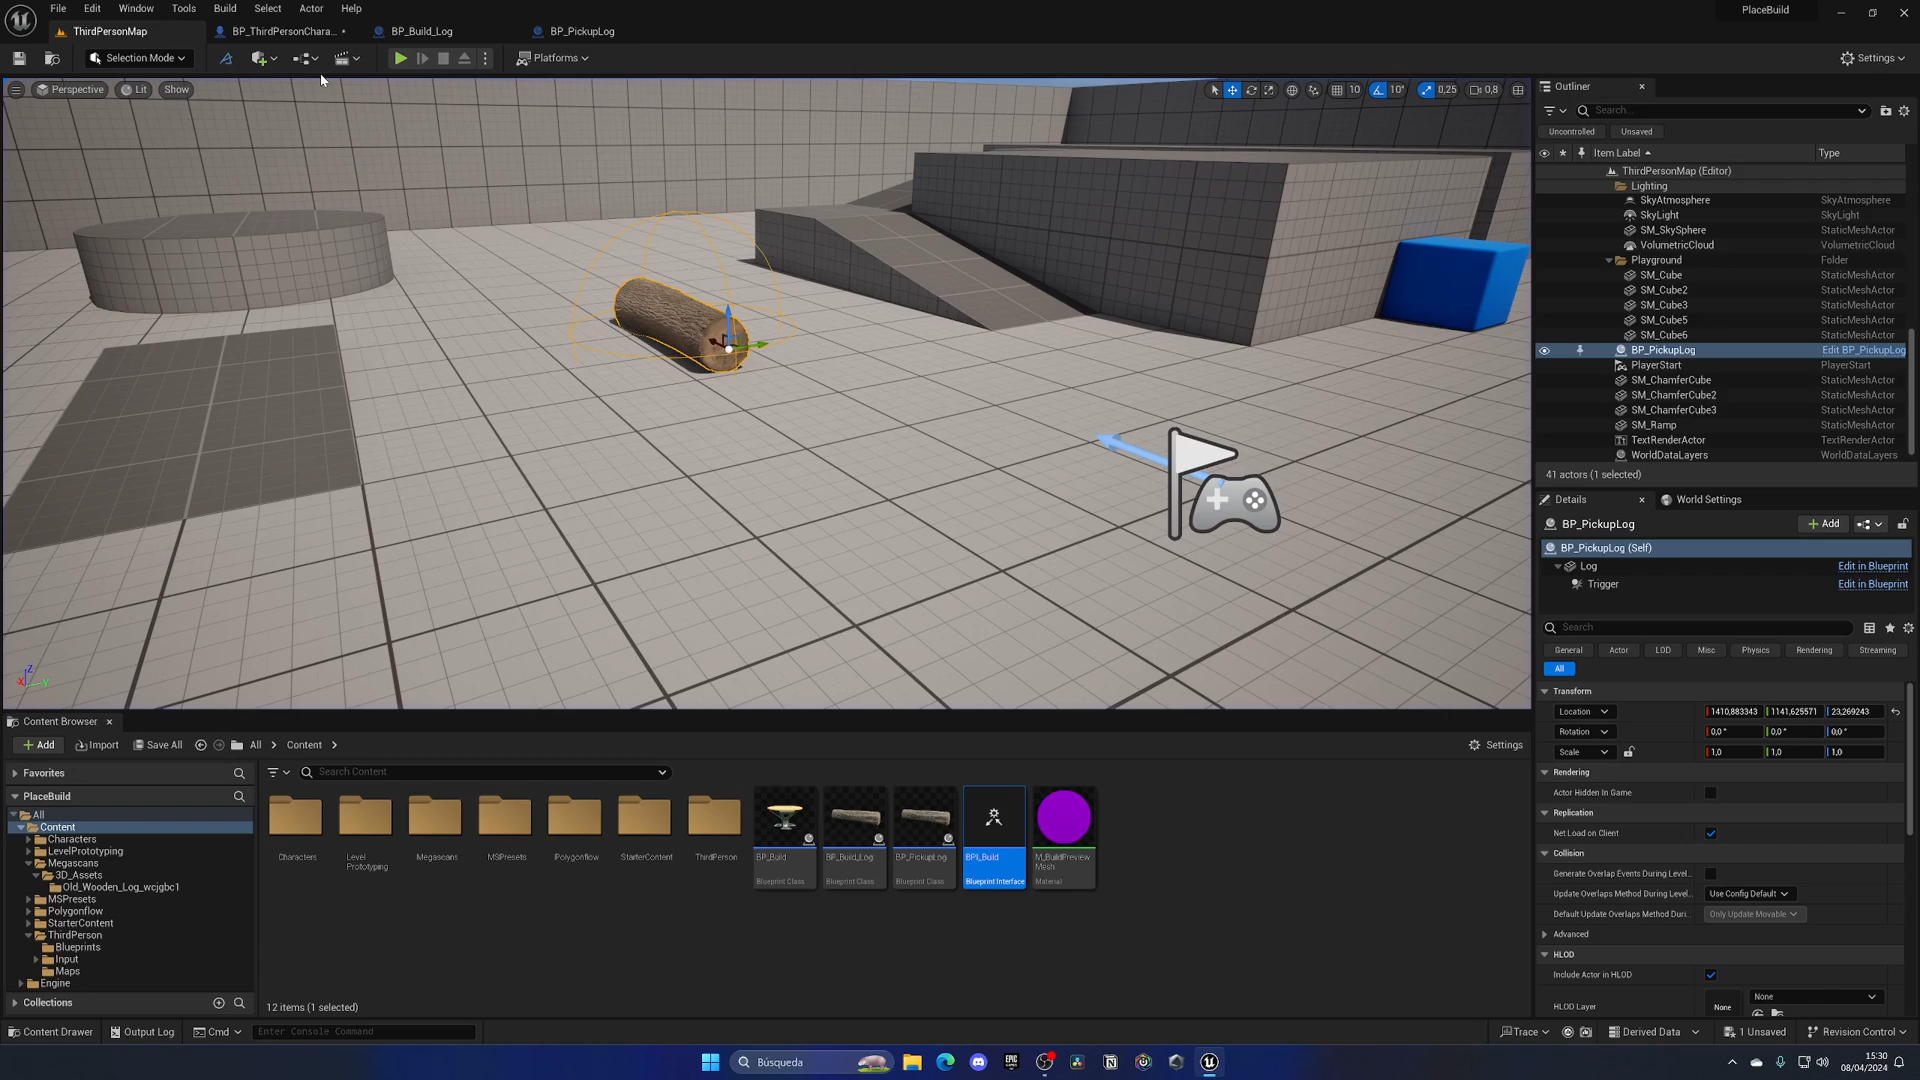 File Edit Window Tools Build Select Actor Help
PlaceBuild
ThirdPersonMap BP_ThirdPersonChara... * BP_Build_Log BP_PickupLog
Selection Mode Platforms Settings
Perspective Lit Show 10 10° 0,25 0,8
Outliner
Search...
Uncontrolled Unsaved
Item Label Type
ThirdPersonMap (Editor)
Lighting
SkyAtmosphere SkyAtmosphere
SkyLight SkyLight
SM_SkySphere StaticMeshActor
VolumetricCloud VolumetricCloud
Playground Folder
SM_Cube StaticMeshActor
SM_Cube2 StaticMeshActor
SM_Cube3 StaticMeshActor
SM_Cube5 StaticMeshActor
SM_Cube6 StaticMeshActor
BP_PickupLog Edit BP_PickupLog
PlayerStart PlayerStart
SM_ChamferCube StaticMeshActor
SM_ChamferCube2 StaticMeshActor
SM_ChamferCube3 StaticMeshActor
SM_Ramp StaticMeshActor
TextRenderActor TextRenderActor
WorldDataLayers WorldDataLayers
41 actors (1 selected)
Details World Settings
BP_PickupLog Add
BP_PickupLog (Self)
Log Edit in Blueprint
Trigger Edit in Blueprint
Search
General Actor LOD Misc Physics Rendering Streaming
All
Transform
Location 1410,883343 1141,625571 23,269243
Rotation 0,0 ° 0,0 ° 0,0 °
Scale 1,0 1,0 1,0
Rendering
Actor Hidden In Game
Replication
Net Load on Client
Collision
Generate Overlap Events During Level...
Update Overlaps Method During Level... Use Config Default
Default Update Overlaps Method Duri... Only Update Movable
Advanced
HLOD
Include Actor in HLOD
HLOD Layer None None
Z
X Y
Content Browser
Add Import Save All All Content Settings
Favorites
Search Content
PlaceBuild
All
Content
Characters
LevelPrototyping
Megascans
3D_Assets
Old_Wooden_Log_wcjgbc1
MSPresets
Polygonflow
StarterContent
ThirdPerson
Blueprints
Input
Maps
Engine
Collections
Characters
Level Prototyping
Megascans
MSPresets
Polygonflow
StarterContent
ThirdPerson
BP_Build
Blueprint Class
BP_Build_Log
Blueprint Class
BP_PickupLog
Blueprint Class
BPI_Build
Blueprint Interface
M_BuildPreview
Mesh
Material
12 items (1 selected)
Content Drawer Output Log Cmd Enter Console Command Trace Derived Data 1 Unsaved Revision Control
Búsqueda
EPIC GAMES
15:30
08/04/2024